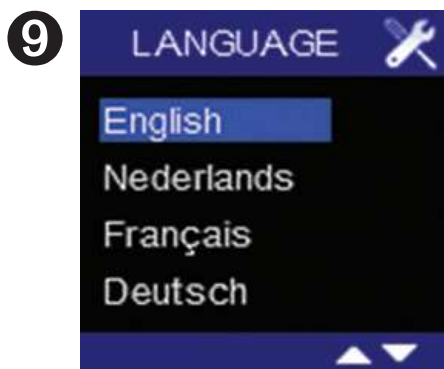 9
LANGUAGE
English
Nederlands
Français
Deutsch